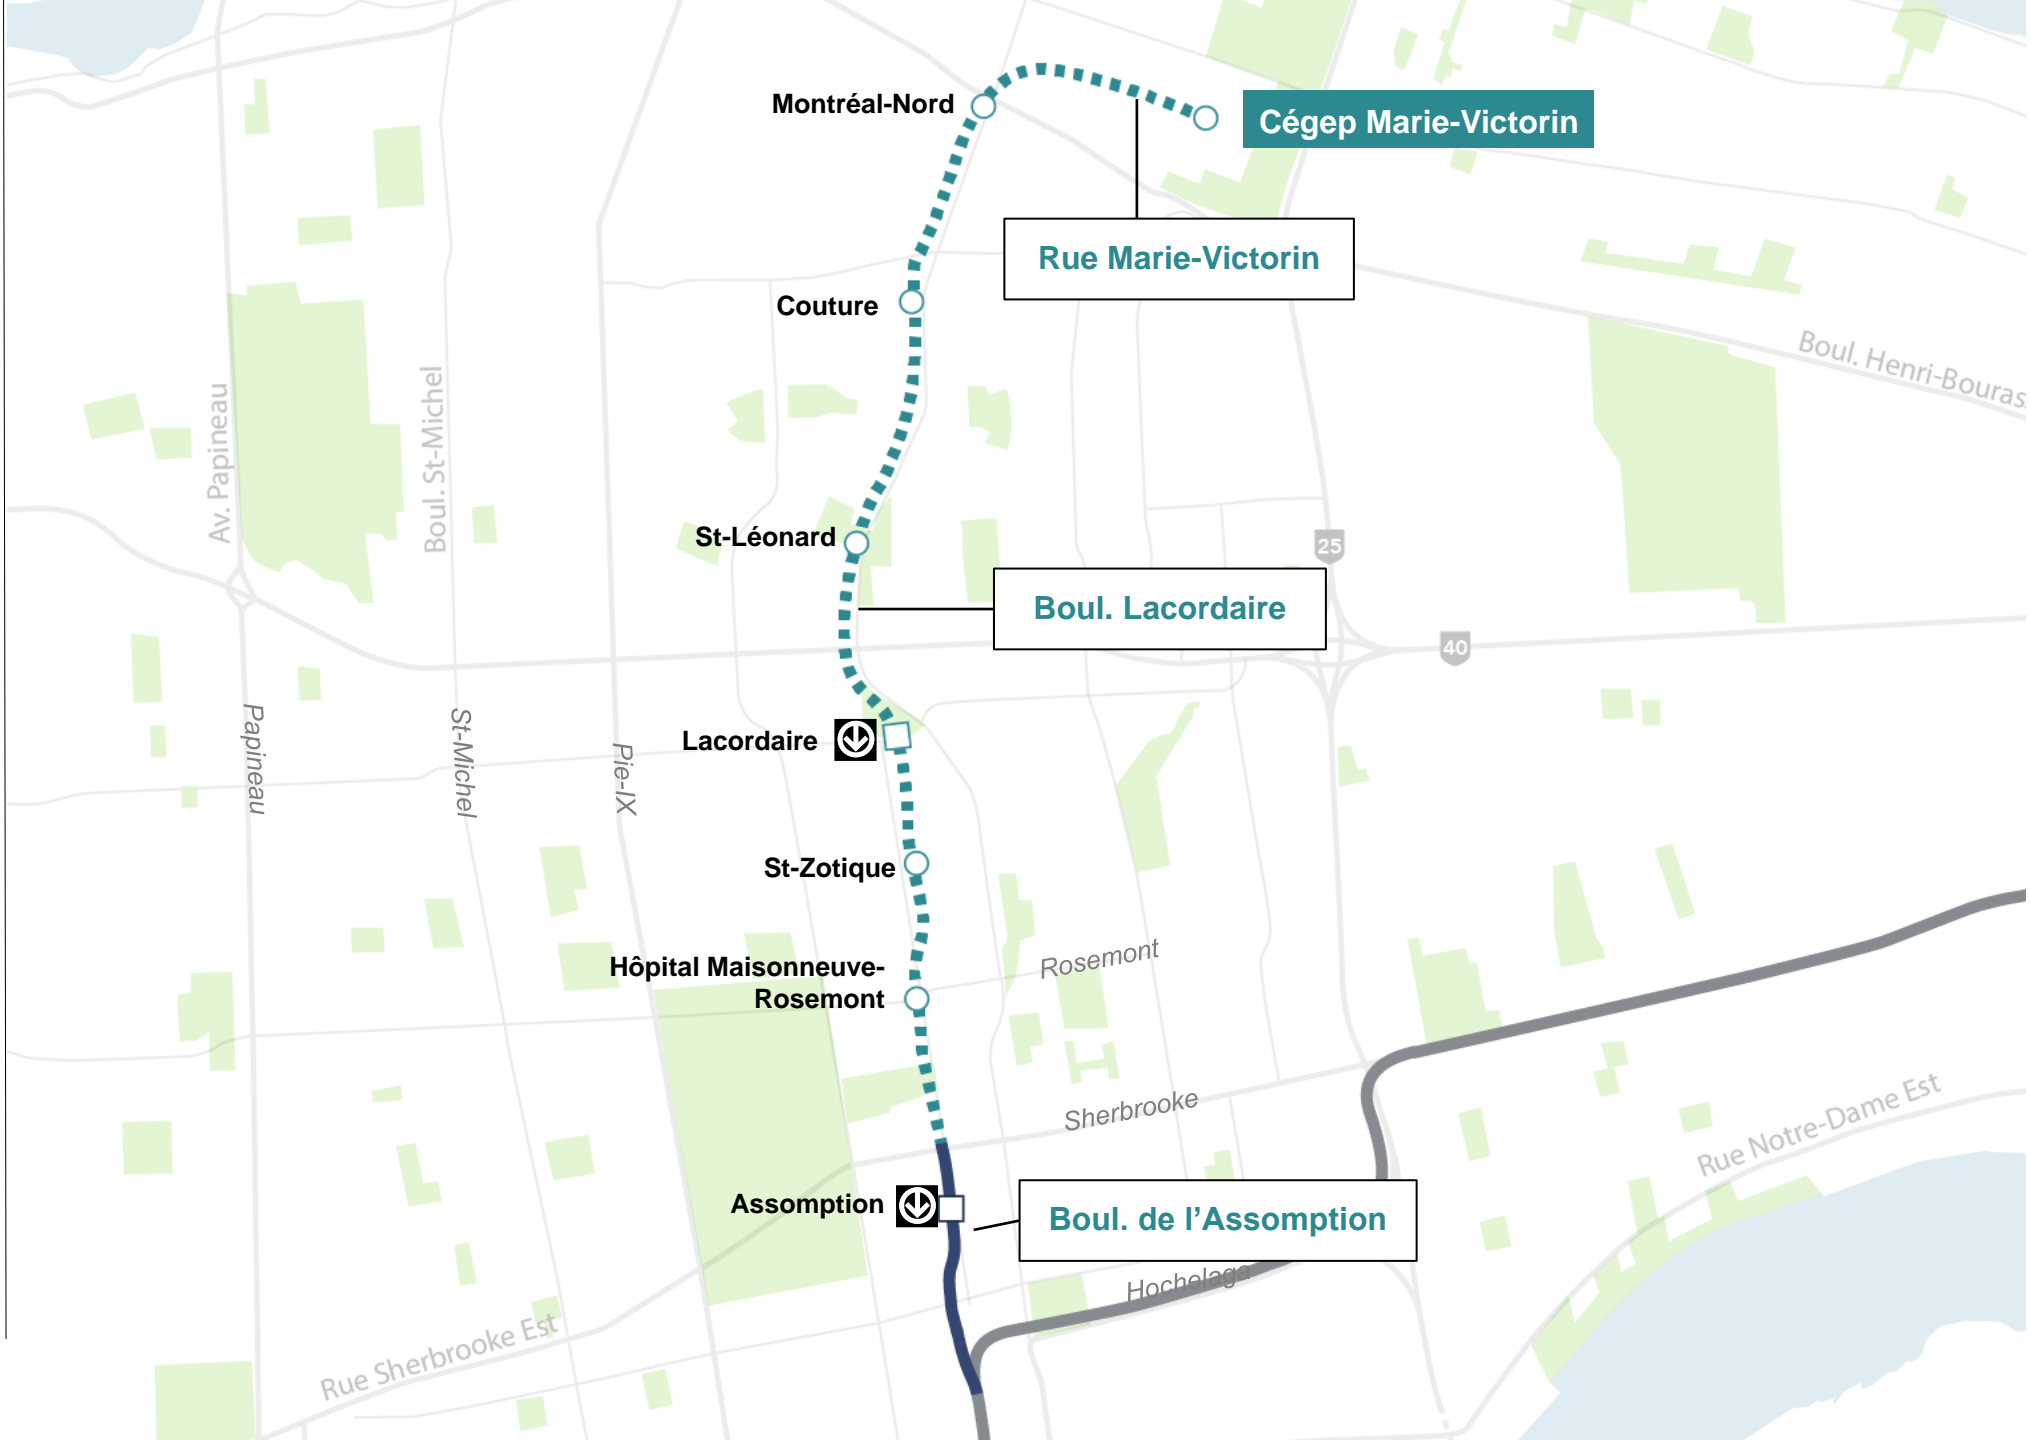 Montréal-Nord
Cégep Marie-Victorin
Rue Marie-Victorin
Couture
Boul. Henri-Bouras
Av. Papineau
Boul. St-Michel
St-Léonard
25
Boul. Lacordaire
40
Papineau
St-Michel
Pie-IX
Lacordaire
St-Zotique
Rosemont
Hôpital Maisonneuve-
Rosemont
Sherbrooke
Rue Notre-Dame Est
Assomption
Boul. de l’Assomption
Hochelaga
Rue Sherbrooke Est